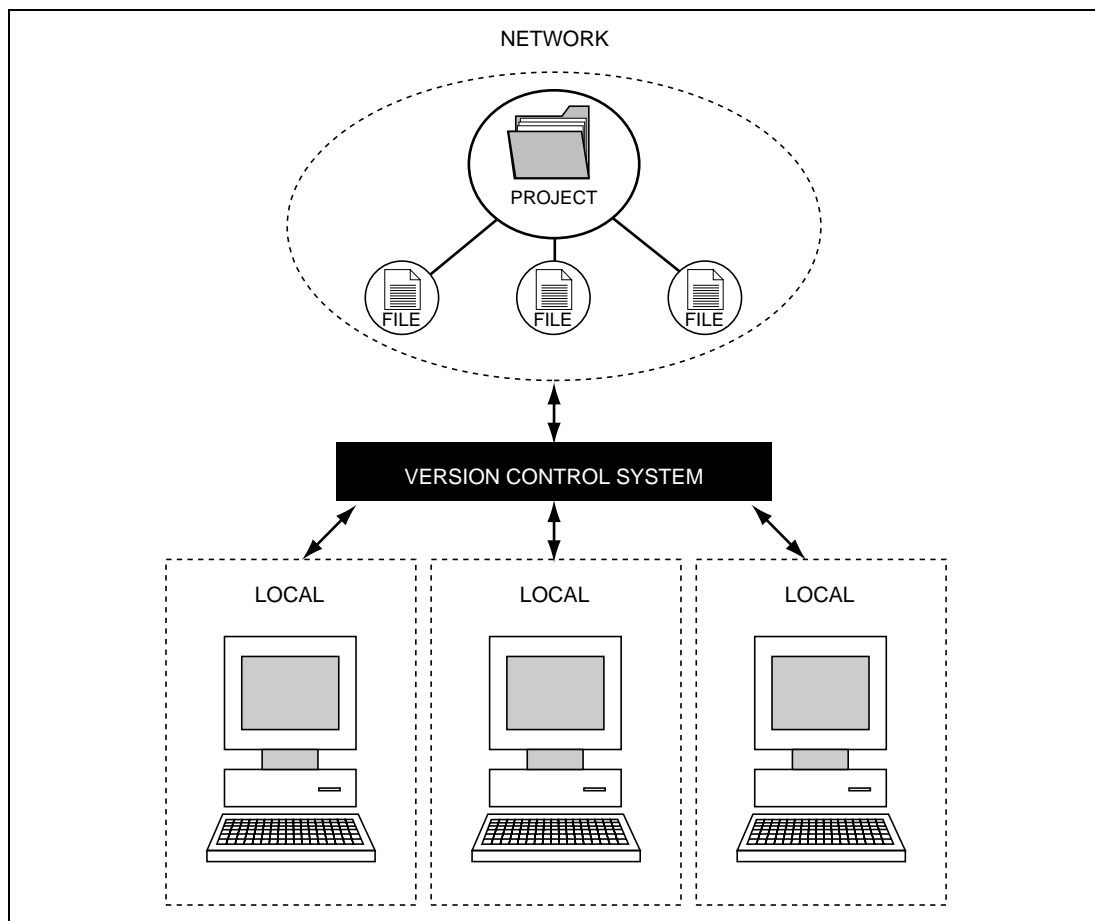 NETWORK
PROJECT
FILE
FILE
FILE
VERSION CONTROL SYSTEM
LOCAL
LOCAL
LOCAL